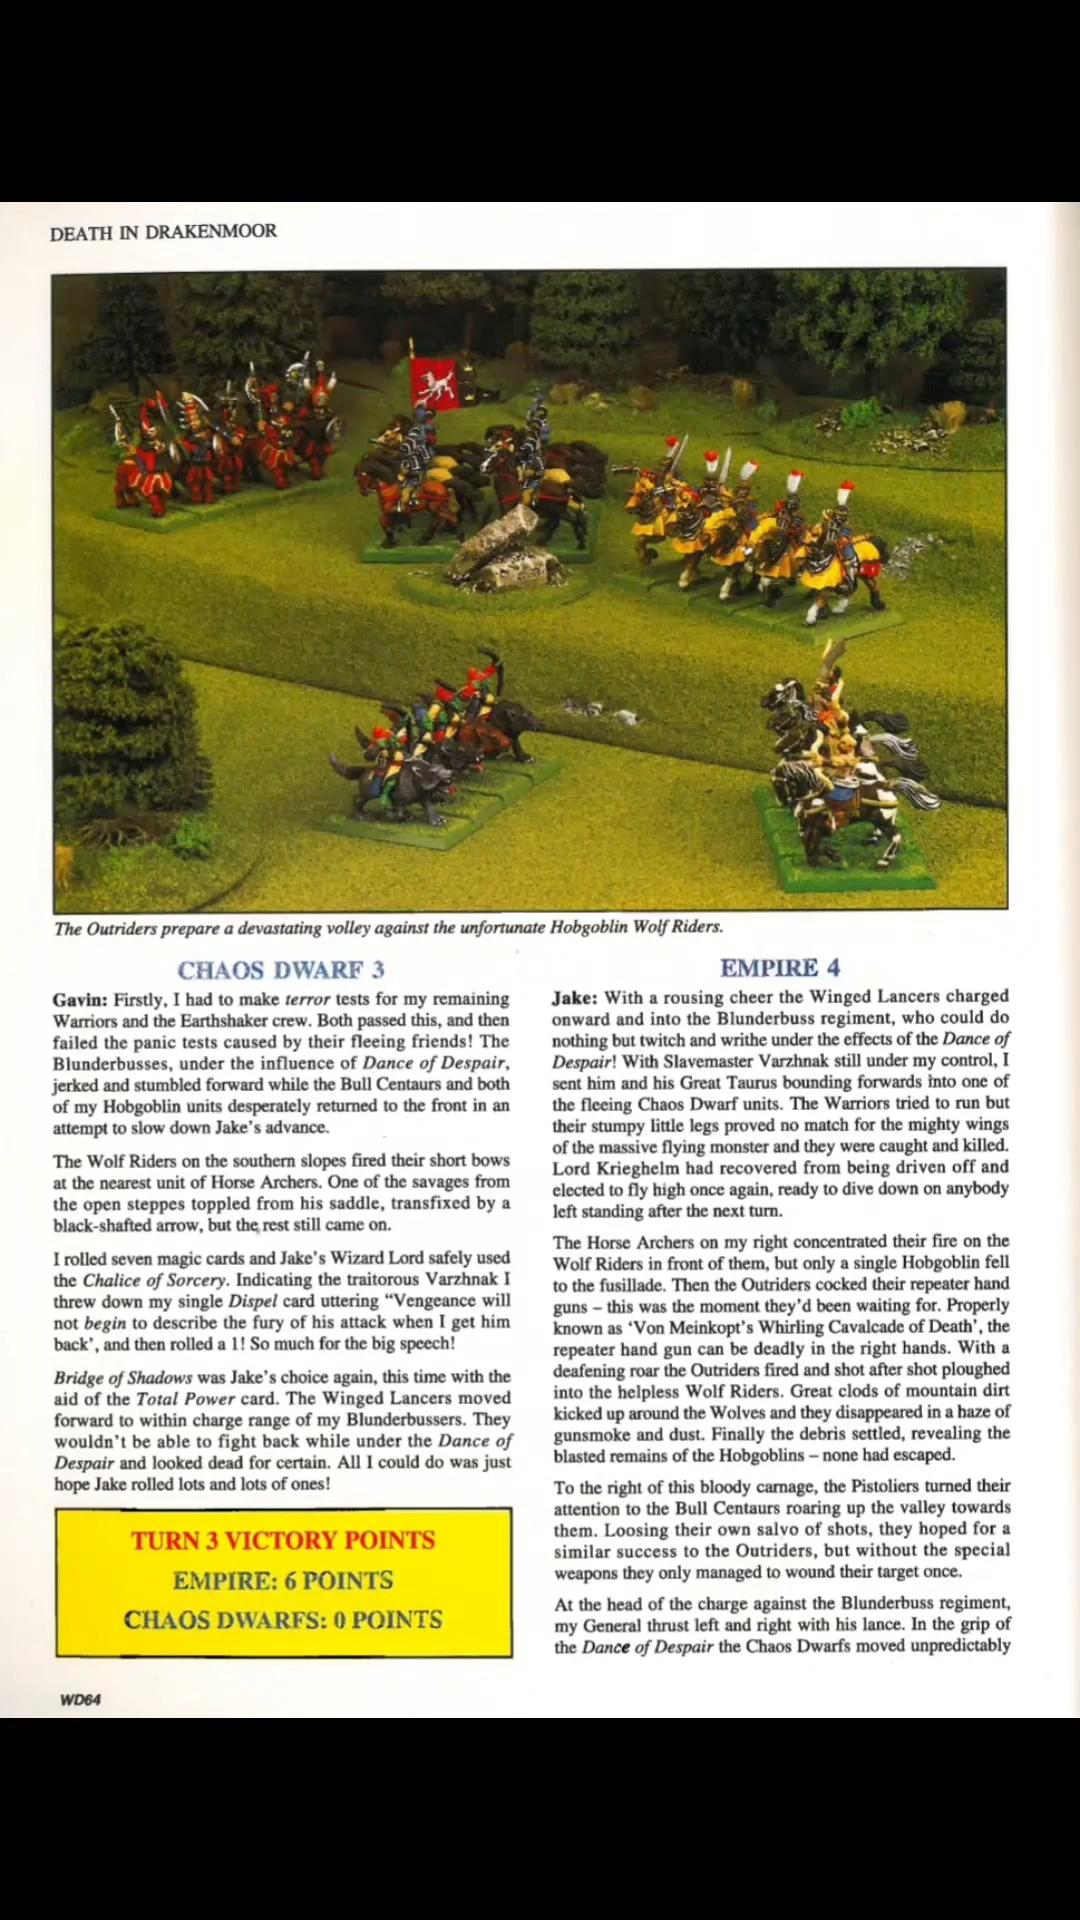 DEATH IN DRAKENMOOR
The Outriders prepare a devastating volley against the unfortunate Hobgoblin Wolf Riders.
CHAOS DWARF 3
Gavin: Firstly, I had to make terror tests for my remaining
Warriors and the Earthshaker crew. Both passed this, and then
failed the panic tests caused by their fleeing friends! The
Blunderbusses, under the influence of Dance of Despair,
jerked and stumbled forward while the Bull Centaurs and both
of my Hobgoblin units desperately returned to the front in an
attempt to slow down Jake's advance.
The Wolf Riders on the southern slopes fired their short bows
at the nearest unit of Horse Archers. One of the savages from
the open steppes toppled from his saddle, transfixed by a
black-shafted arrow, but the rest still came on.
I rolled seven magic cards and Jake's Wizard Lord safely used
the Chalice of Sorcery. Indicating the traitorous Varzhnak I
threw down my single Dispel card uttering "Vengeance will
not begin to describe the fury of his attack when I get him
back', and then rolled a 1! So much for the big speech!
Bridge of Shadows was Jake's choice again, this time with the
aid of the Total Power card. The Winged Lancers moved
forward to within charge range of my Blunderbussers. They
wouldn't be able to fight back while under the Dance of
Despair and looked dead for certain. All I could do was just
hope Jake rolled lots and lots of ones!
TURN 3 VICTORY POINTS
EMPIRE: 6 POINTS
CHAOS DWARFS: 0 POINTS
WD64
EMPIRE 4
Jake: With a rousing cheer the Winged Lancers charged
onward and into the Blunderbuss regiment, who could do
nothing but twitch and writhe under the effects of the Dance of
Despair! With Slavemaster Varzhnak still under my control, I
sent him and his Great Taurus bounding forwards into one of
the fleeing Chaos Dwarf units. The Warriors tried to run but
their stumpy little legs proved no match for the mighty wings
of the massive flying monster and they were caught and killed.
Lord Krieghelm had recovered from being driven off and
elected to fly high once again, ready to dive down on anybody
left standing after the next turn.
The Horse Archers on my right concentrated their fire on the
Wolf Riders in front of them, but only a single Hobgoblin fell
to the fusillade. Then the Outriders cocked their repeater hand
guns – this was the moment they'd been waiting for. Properly
known as 'Von Meinkopt's Whirling Cavalcade of Death', the
repeater hand gun can be deadly in the right hands. With a
deafening roar the Outriders fired and shot after shot ploughed
into the helpless Wolf Riders. Great clods of mountain dirt
kicked up around the Wolves and they disappeared in a haze of
gunsmoke and dust. Finally the debris settled, revealing the
blasted remains of the Hobgoblins – none had escaped.
To the right of this bloody carnage, the Pistoliers turned their
attention to the Bull Centaurs roaring up the valley towards
them. Loosing their own salvo of shots, they hoped for a
similar success to the Outriders, but without the special
weapons they only managed to wound their target once.
At the head of the charge against the Blunderbuss regiment,
my General thrust left and right with his lance. In the grip of
the Dance of Despair the Chaos Dwarfs moved unpredictably